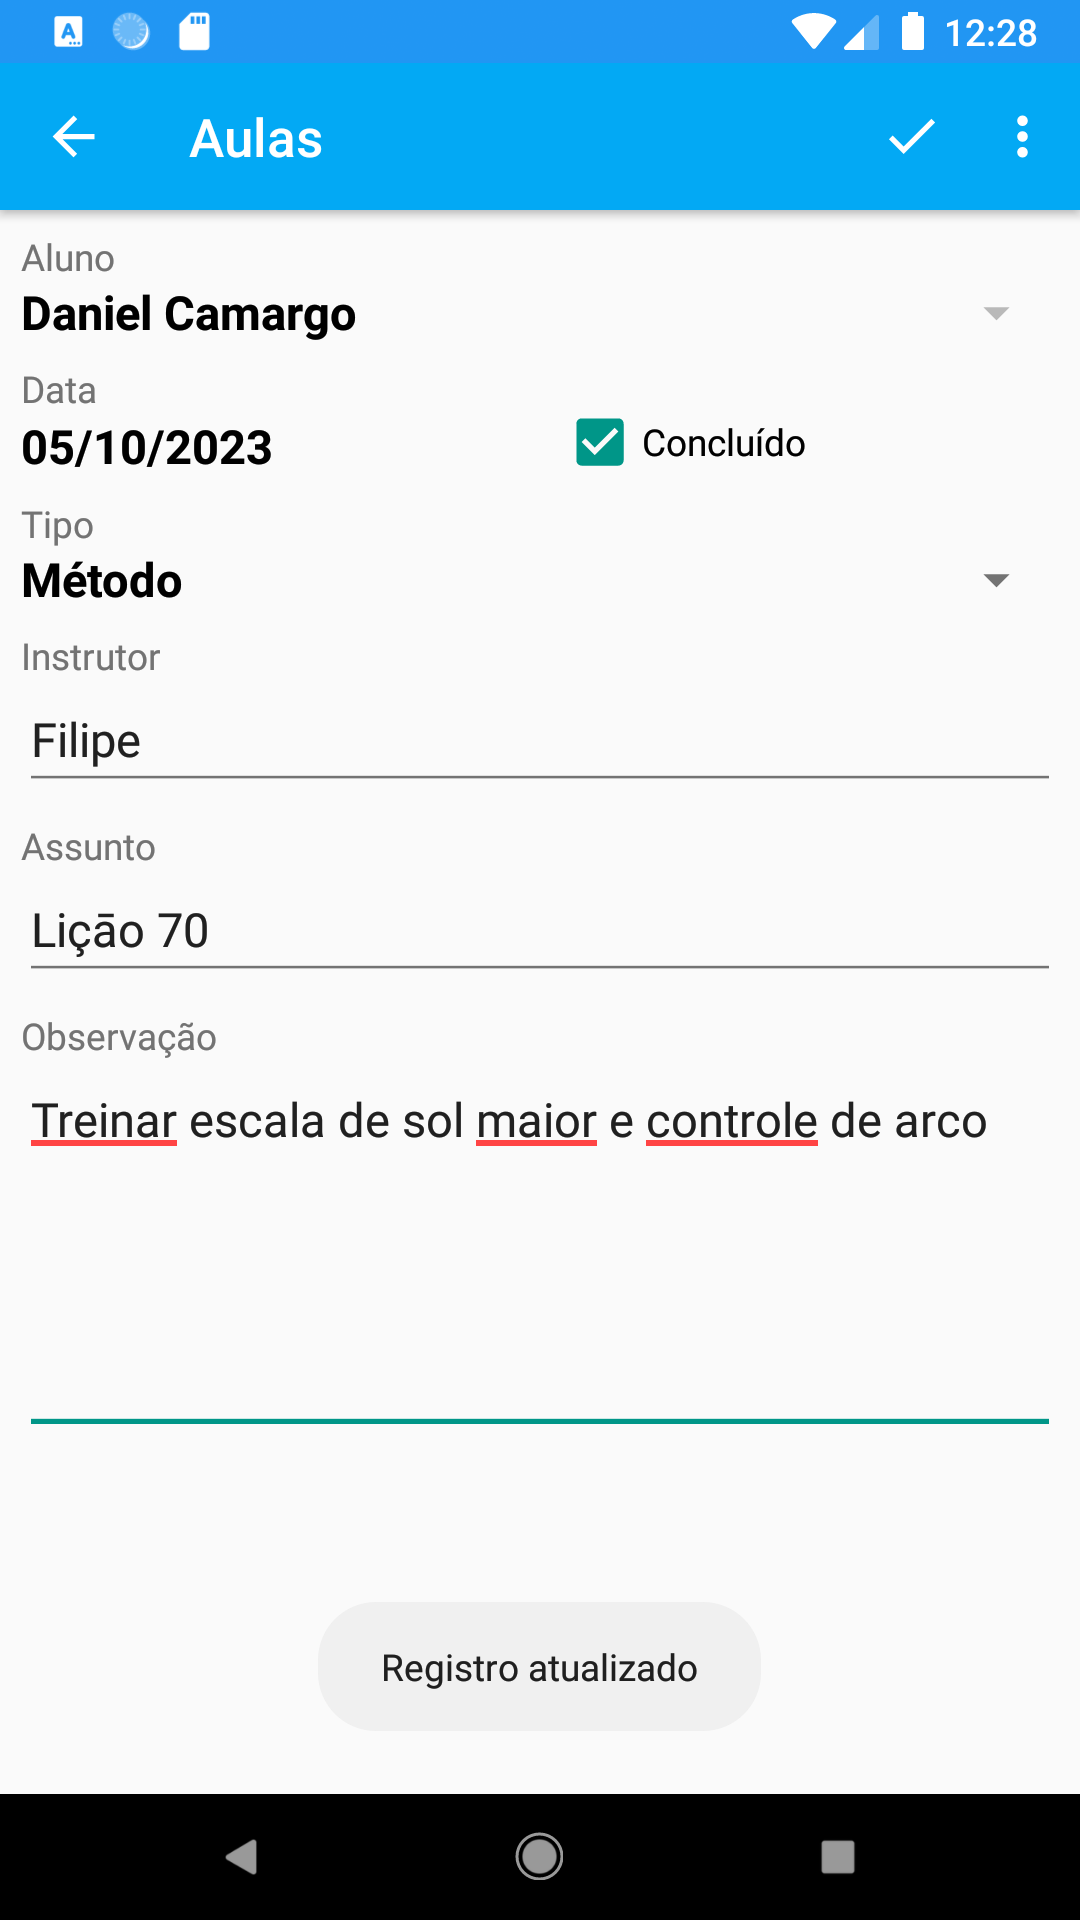 12:28
Aulas
Aluno
Daniel Camargo
Data
05/10/2023
Concluído
Tipo
Método
Instrutor
Filipe
Assunto
Liçāo 70
Observação
Treinar escala de sol maior e controle de arco
Registro atualizado